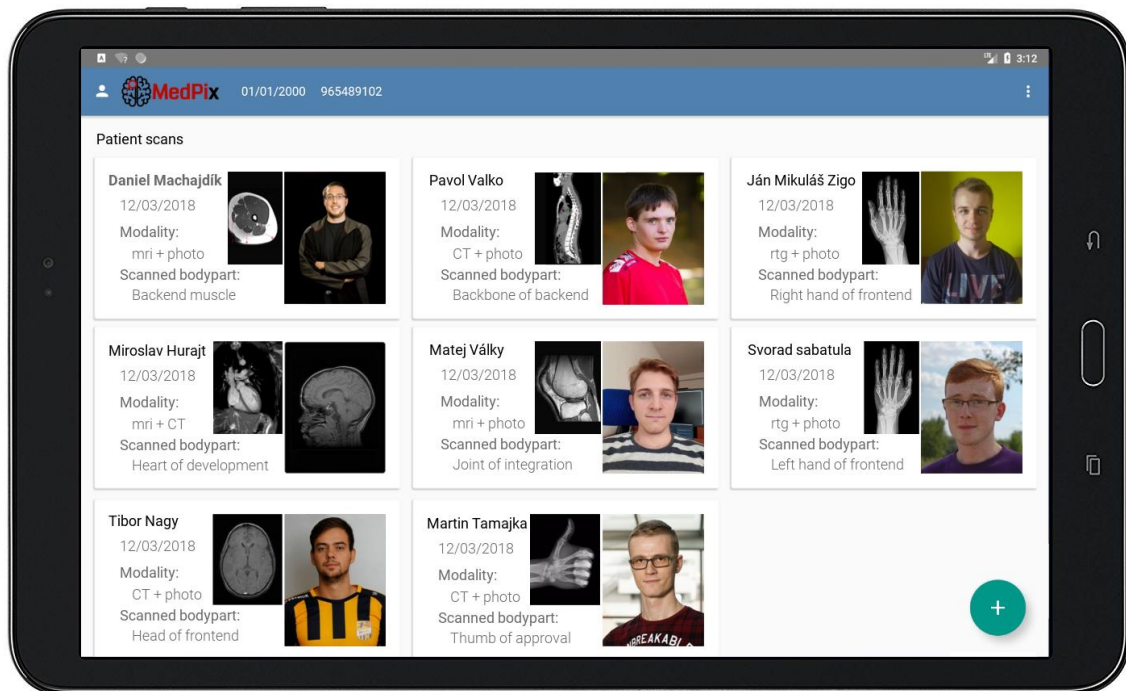 3:12
MedPix 01/01/2000 965489102
Patient scans
Daniel Machajdík
12/03/2018
Modality:
mri + photo
Scanned bodypart:
Backend muscle
Pavol Valko
12/03/2018
Modality:
CT + photo
Scanned bodypart:
Backbone of backend
Ján Mikuláš Zigo
12/03/2018
Modality:
rtg + photo
Scanned bodypart:
Right hand of frontend
LIVE
Miroslav Hurajt
12/03/2018
Modality:
mri + CT
Scanned bodypart:
Heart of development
Matej Války
12/03/2018
Modality:
mri + photo
Scanned bodypart:
Joint of integration
Svorad sabatula
12/03/2018
Modality:
rtg + photo
Scanned bodypart:
Left hand of frontend
Tibor Nagy
12/03/2018
Modality:
CT + photo
Scanned bodypart:
Head of frontend
Martin Tamajka
12/03/2018
Modality:
CT + photo
Scanned bodypart:
Thumb of approval
NBREAKABL
+